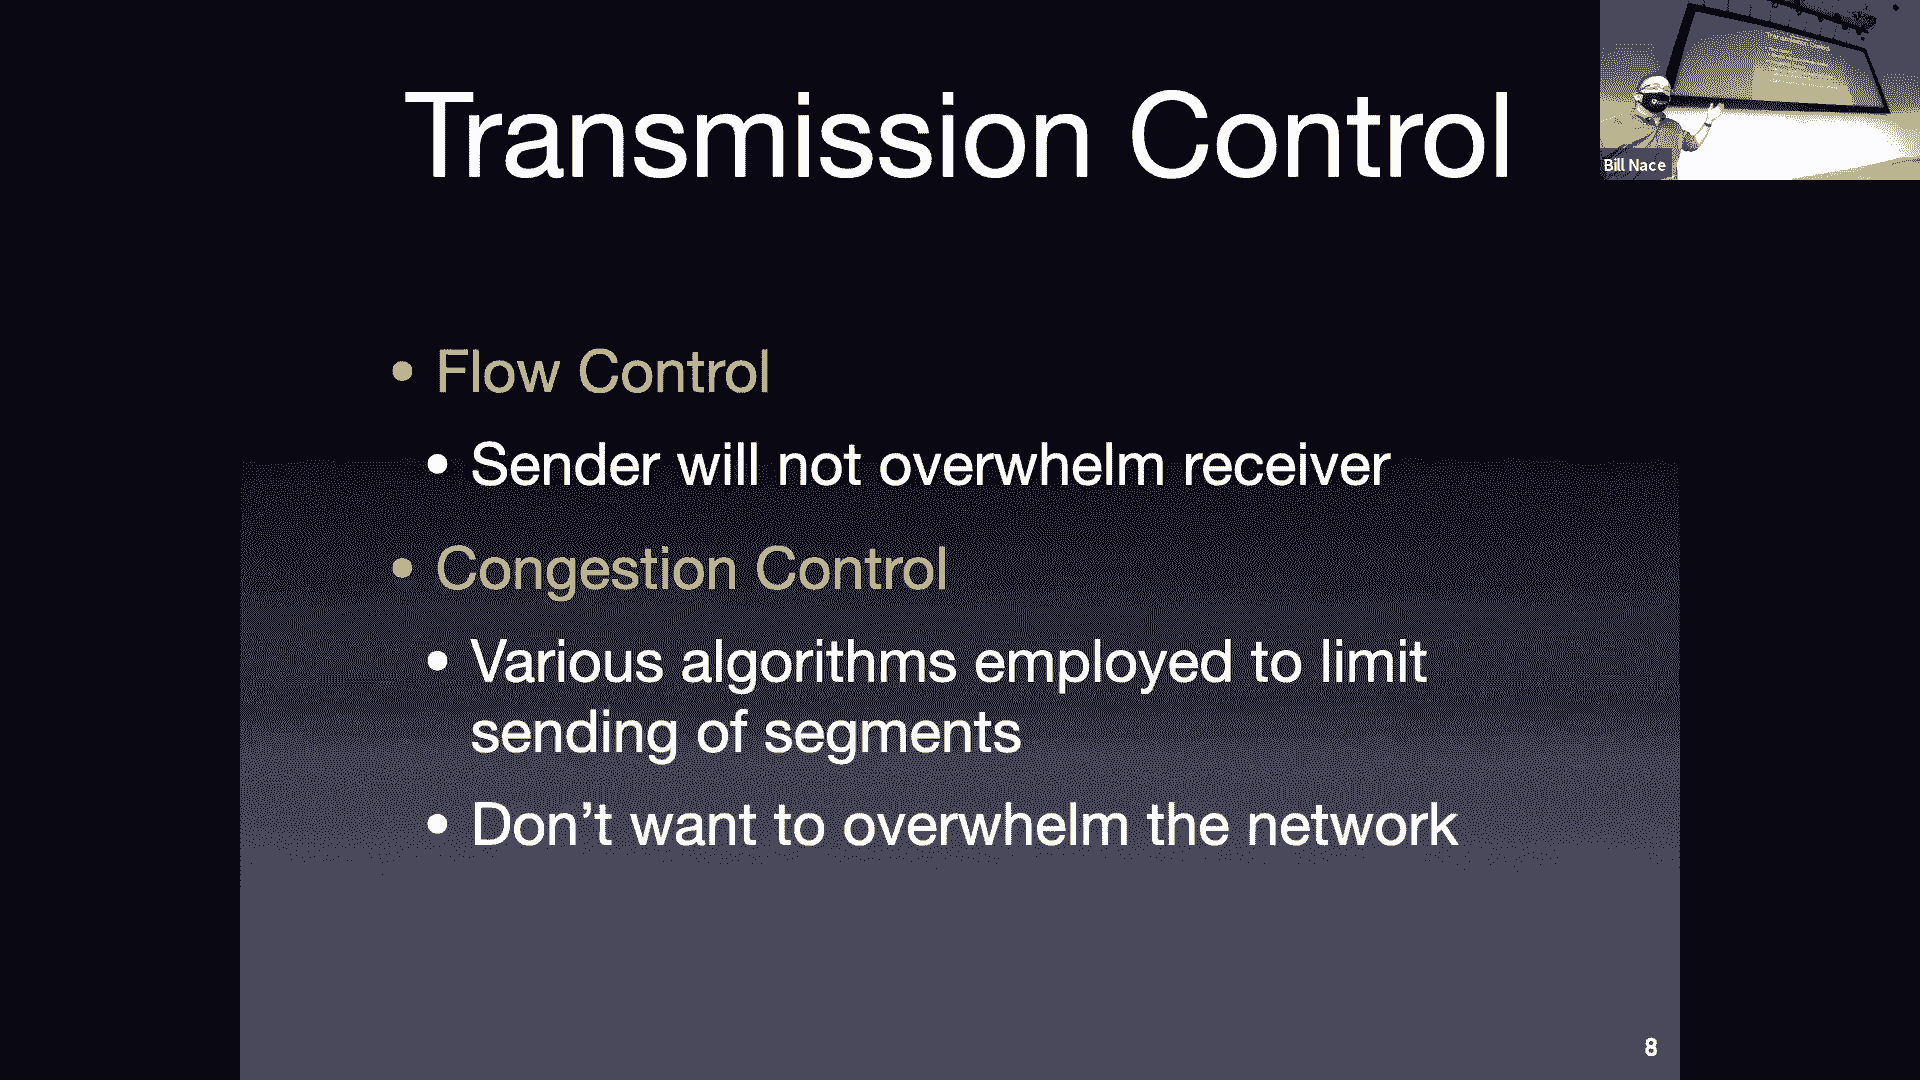 Transmission Control
Bill Nace
• Flow Control
• Sender will not overwhelm receiver
• Congestion Control
• Various algorithms employed to limit
sending of segments
• Don’t want to overwhelm the network
8